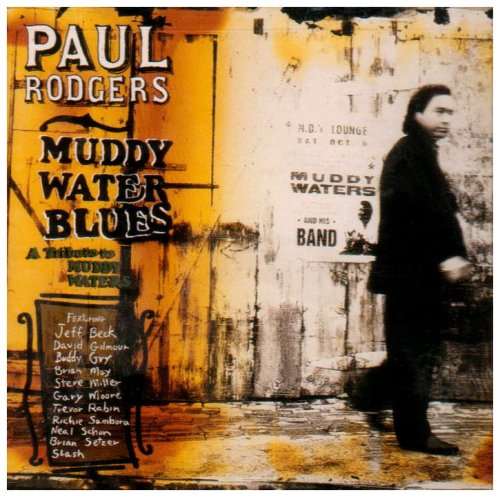 PAUL
RODGERS
MUDDY
WATER
BLUES
A Tribute to
MUDDY
WATERS
FEATURING
Jeff Beck
David Gilmour
Buddy Guy
Brian May
Steve Miller
Gary Moore
Trevor Rabin
Richie Sambora
Neal Schon
Brian Setzer
Slash
H.D.'s LOUNGE
SAT. OCT. 6
MUDDY
WATERS
- AND HIS -
BAND